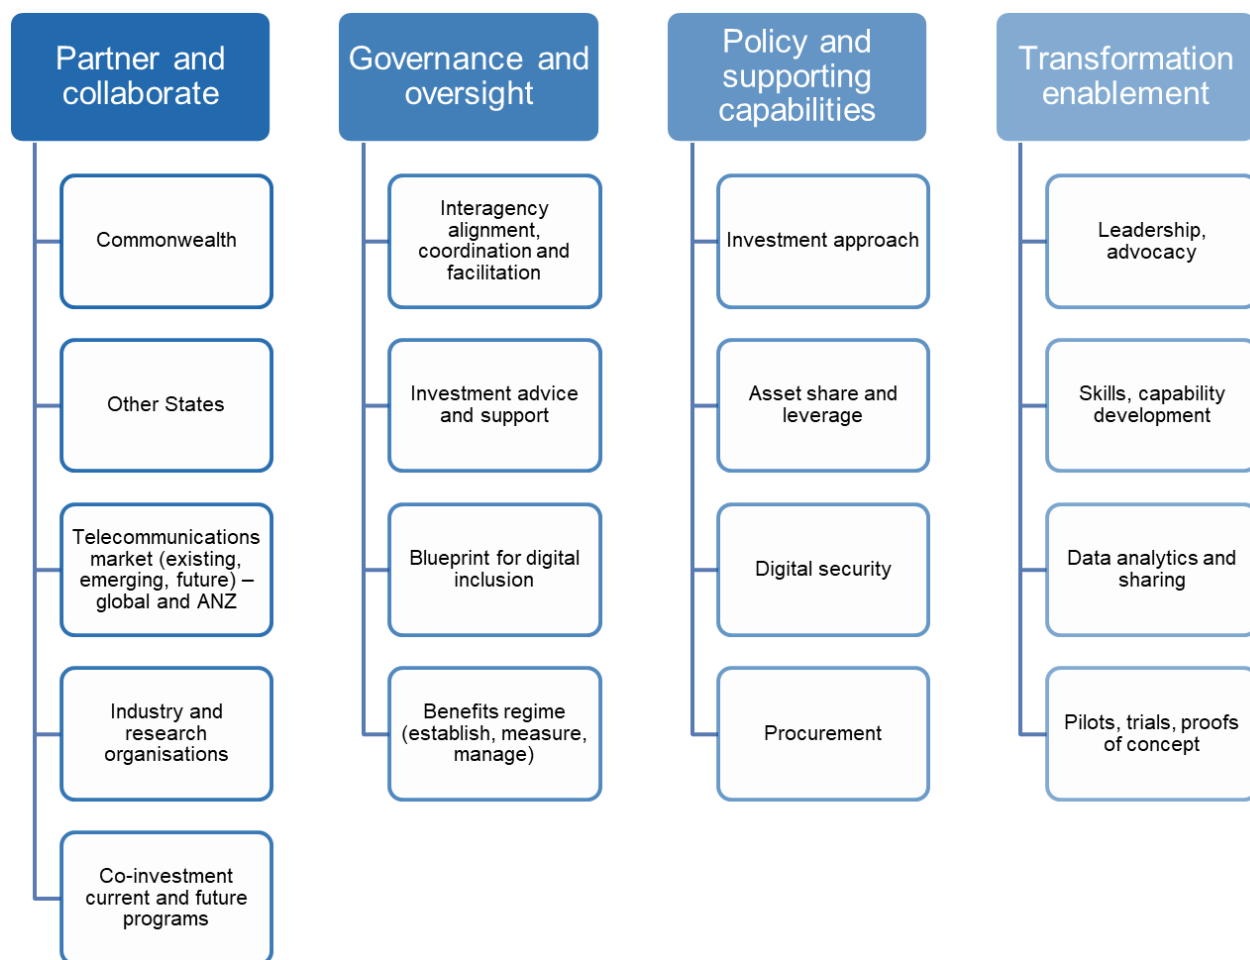 Partner and
collaborate
Commonwealth
Other States
Telecommunications
market (existing,
emerging, future) –
global and ANZ
Industry and
research
organisations
Co-investment
current and future
programs
Governance and
oversight
Interagency
alignment,
coordination and
facilitation
Investment advice
and support
Blueprint for digital
inclusion
Benefits regime
(establish, measure,
manage)
Policy and
supporting
capabilities
Investment approach
Asset share and
leverage
Digital security
Procurement
Transformation
enablement
Leadership,
advocacy
Skills, capability
development
Data analytics and
sharing
Pilots, trials, proofs
of concept